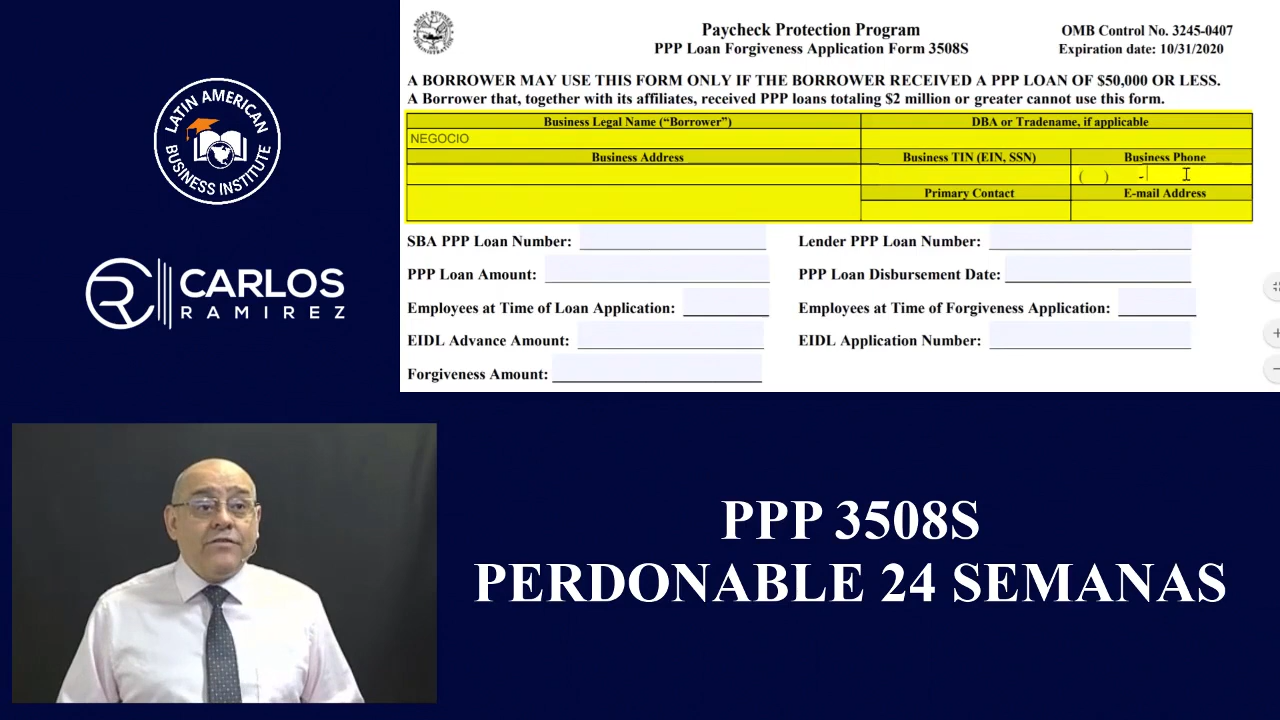 LATIN AMERICAN
BUSINESS INSTITUTE
CARLOS
RAMIREZ
Paycheck Protection Program
PPP Loan Forgiveness Application Form 3508S
OMB Control No. 3245-0407
Expiration date: 10/31/2020
A BORROWER MAY USE THIS FORM ONLY IF THE BORROWER RECEIVED A PPP LOAN OF $50,000 OR LESS.
A Borrower that, together with its affiliates, received PPP loans totaling $2 million or greater cannot use this form.
Business Legal Name (“Borrower”)
DBA or Tradename, if applicable
NEGOCIO
Business Address
Business TIN (EIN, SSN)
Business Phone
( ) -
Primary Contact
E-mail Address
SBA PPP Loan Number:
Lender PPP Loan Number:
PPP Loan Amount:
PPP Loan Disbursement Date:
Employees at Time of Loan Application:
Employees at Time of Forgiveness Application:
EIDL Advance Amount:
EIDL Application Number:
Forgiveness Amount:
PPP 3508S
PERDONABLE 24 SEMANAS